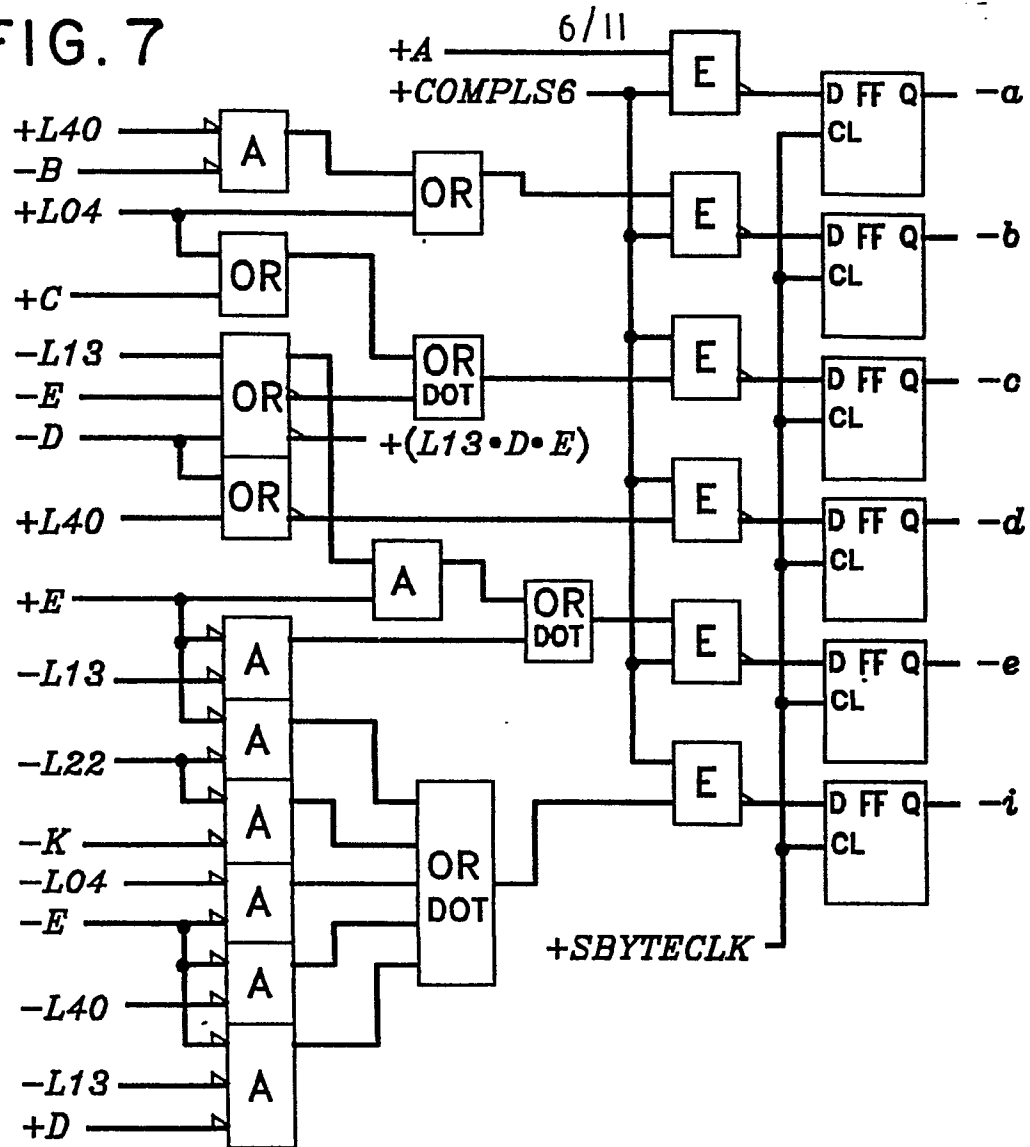 FIG. 7
6/11
+A
+COMPLS6
E
D FF Q
CL
-a
+L40
-B
A
+L04
OR
E
D FF Q
CL
-b
OR
+C
-L13
-E
-D
OR
OR
DOT
E
D FF Q
CL
-c
+(L13•D•E)
OR
+L40
E
D FF Q
CL
-d
A
+E
OR
DOT
E
D FF Q
CL
-e
A
-L13
A
-L22
A
-K
-L04
A
-E
OR
DOT
E
D FF Q
CL
-i
A
-L40
+SBYTECLK
A
-L13
+D